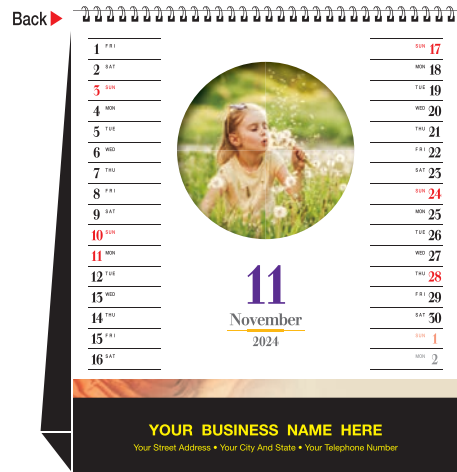 Back
1 FRI
2 SAT
3 SUN
4 MON
5 TUE
6 WED
7 THU
8 FRI
9 SAT
10 SUN
11 MON
12 TUE
13 WED
14 THU
15 FRI
16 SAT
11
November
2024
SUN 17
MON 18
TUE 19
WED 20
THU 21
FRI 22
SAT 23
SUN 24
MON 25
TUE 26
WED 27
THU 28
FRI 29
SAT 30
SUN 1
MON 2
YOUR BUSINESS NAME HERE
Your Street Address • Your City And State • Your Telephone Number